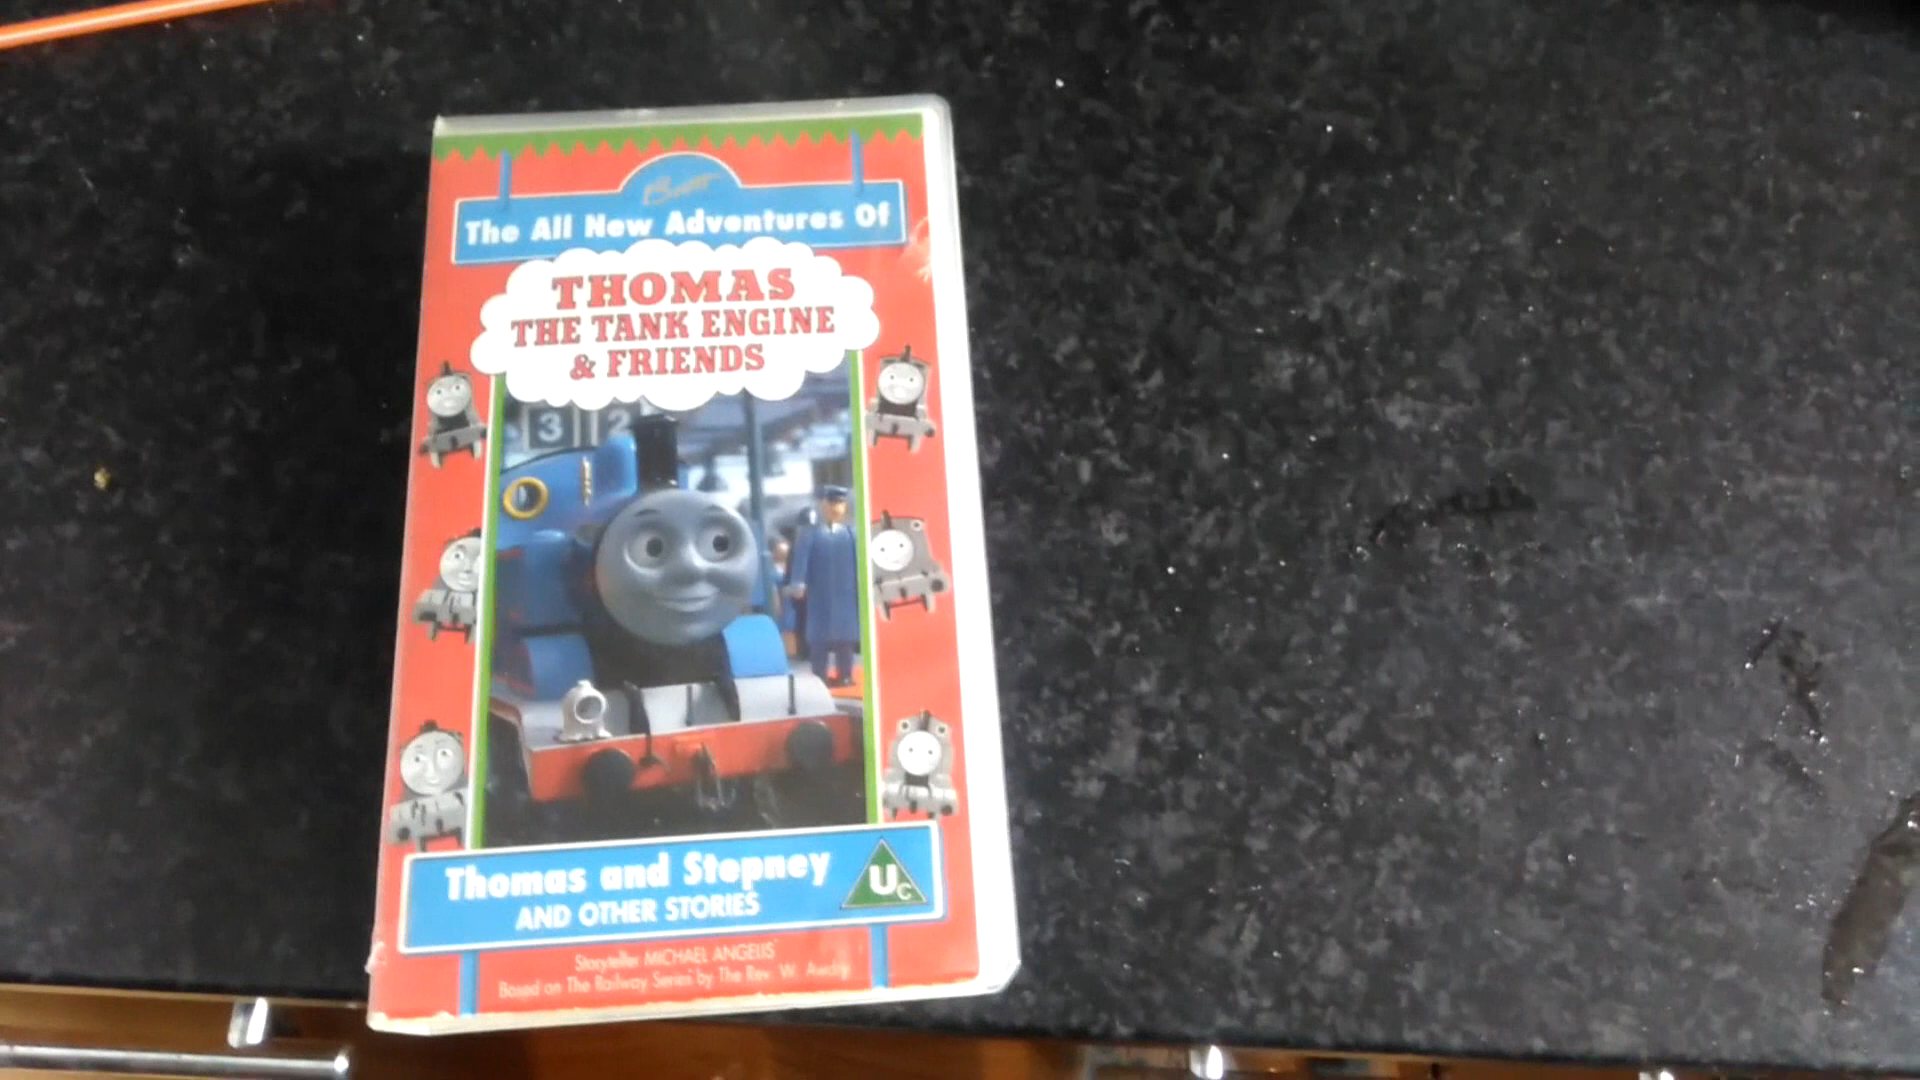 The All New Adventures Of
THOMAS
THE TANK ENGINE
& FRIENDS
3 2
Thomas and Stepney
AND OTHER STORIES
Uc
Storyteller MICHAEL ANGELIS
Based on The Railway Series by The Rev. W. Awdry